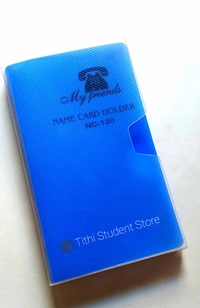 My friends
NAME CARD HOLDER
NC-120
© Tithi Student Store